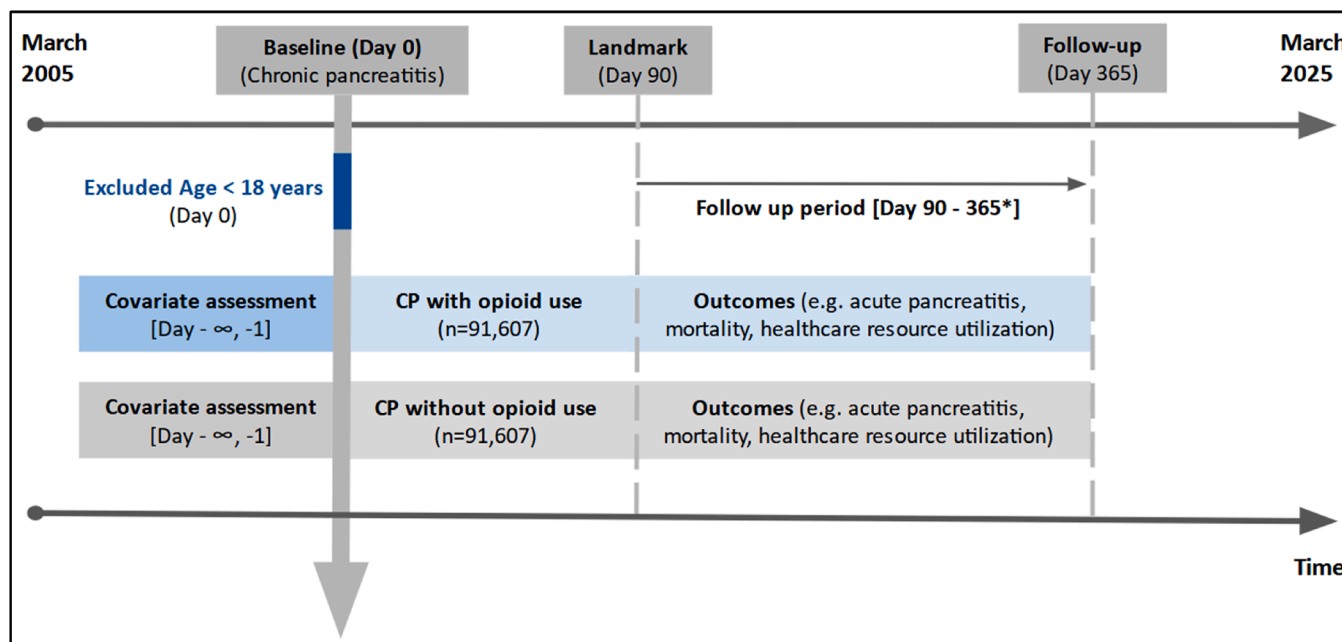 March
2005
Baseline (Day 0)
(Chronic pancreatitis)
Landmark
(Day 90)
Follow-up
(Day 365)
March
2025
Excluded Age < 18 years
(Day 0)
Follow up period [Day 90 - 365*]
Covariate assessment
[Day - ∞, -1]
CP with opioid use
(n=91,607)
Outcomes (e.g. acute pancreatitis,
mortality, healthcare resource utilization)
Covariate assessment
[Day - ∞, -1]
CP without opioid use
(n=91,607)
Outcomes (e.g. acute pancreatitis,
mortality, healthcare resource utilization)
Time